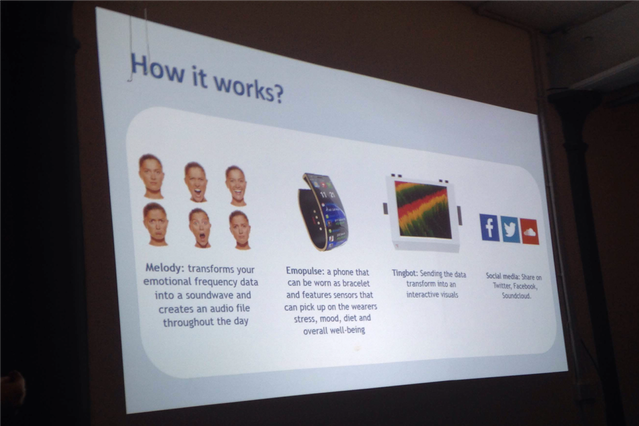 How it works?
Melody: transforms your
emotional frequency data
into a soundwave and
creates an audio file
throughout the day
Emopulse: a phone that
can be worn as bracelet
and features sensors that
can pick up on the wearers
stress, mood, diet and
overall well-being
Tingbot: Sending the data
transform into an
interactive visuals
Social media: Share on
Twitter, Facebook,
Soundcloud.